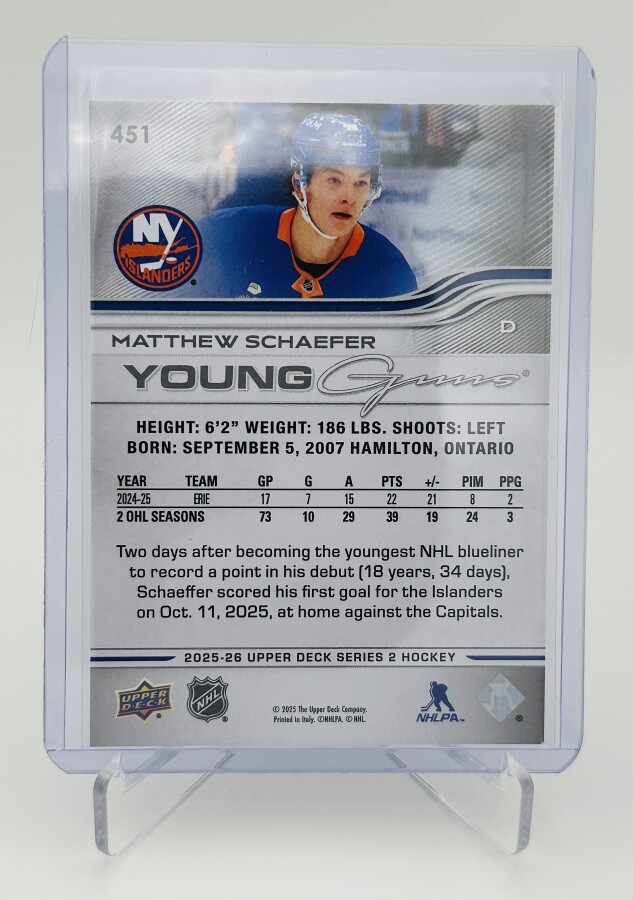 451
NY
ISLANDERS
D
MATTHEW SCHAEFER
YOUNG Guns®
HEIGHT: 6'2" WEIGHT: 186 LBS. SHOOTS: LEFT
BORN: SEPTEMBER 5, 2007 HAMILTON, ONTARIO
YEAR TEAM GP G A PTS +/- PIM PPG
2024-25 ERIE 17 7 15 22 21 8 2
2 OHL SEASONS 73 10 29 39 19 24 3
Two days after becoming the youngest NHL blueliner
to record a point in his debut (18 years, 34 days),
Schaeffer scored his first goal for the Islanders
on Oct. 11, 2025, at home against the Capitals.
2025-26 UPPER DECK SERIES 2 HOCKEY
UPPER DECK
NHL
© 2025 The Upper Deck Company.
Printed in Italy. ©NHLPA. © NHL.
NHLPA™